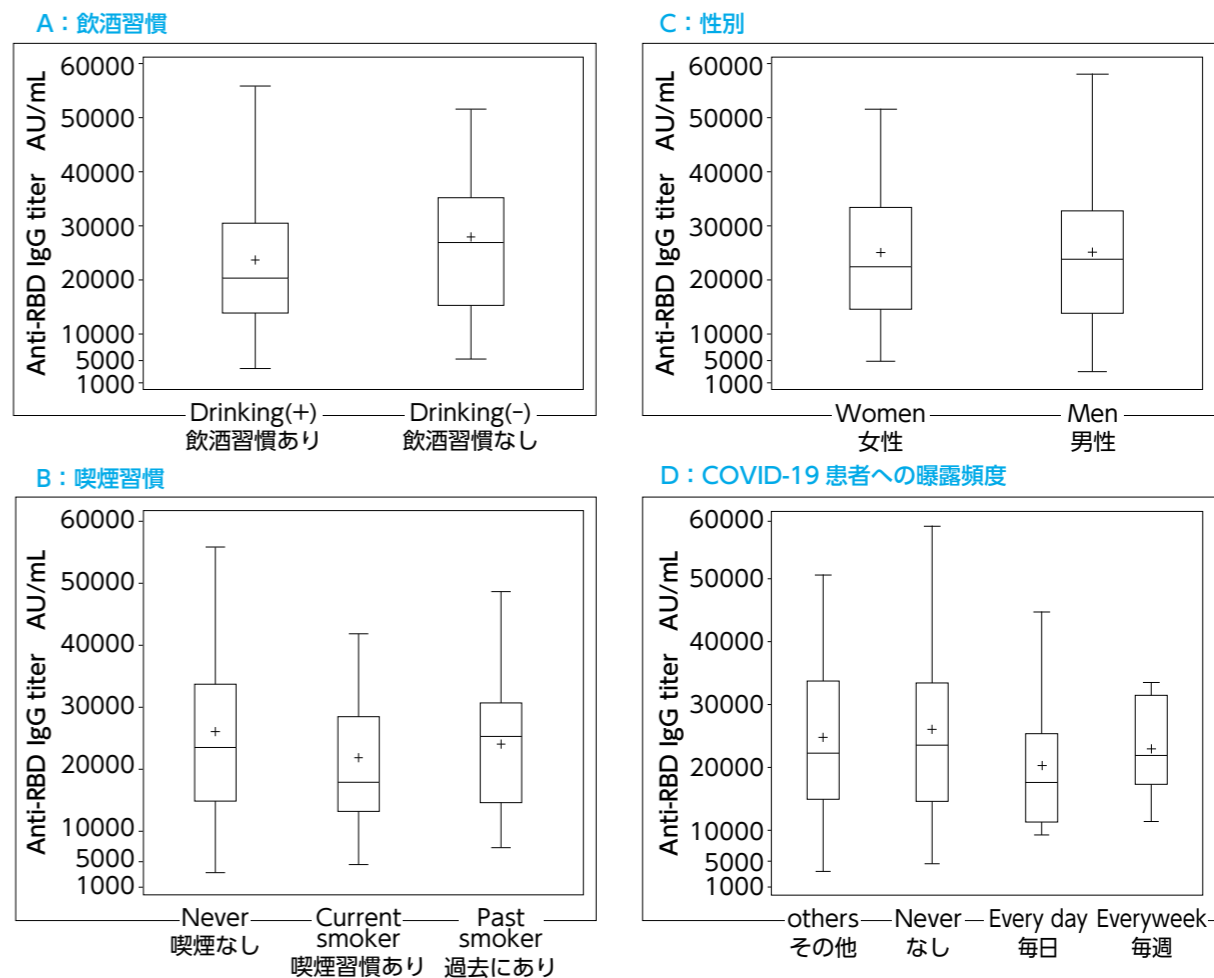 A：飲酒習慣
Anti-RBD IgG titer AU/mL
60000
50000
40000
30000
20000
10000
5000
1000
Drinking(+)
飲酒習慣あり
Drinking(-)
飲酒習慣なし
C：性別
Anti-RBD IgG titer AU/mL
60000
50000
40000
30000
20000
10000
5000
1000
Women
女性
Men
男性
B：喫煙習慣
Anti-RBD IgG titer AU/mL
60000
50000
40000
30000
20000
10000
5000
1000
Never
喫煙なし
Current
smoker
喫煙習慣あり
Past
smoker
過去にあり
D：COVID-19 患者への曝露頻度
Anti-RBD IgG titer AU/mL
60000
50000
40000
30000
20000
10000
5000
1000
others
その他
Never
なし
Every day
毎日
Everyweek
毎週